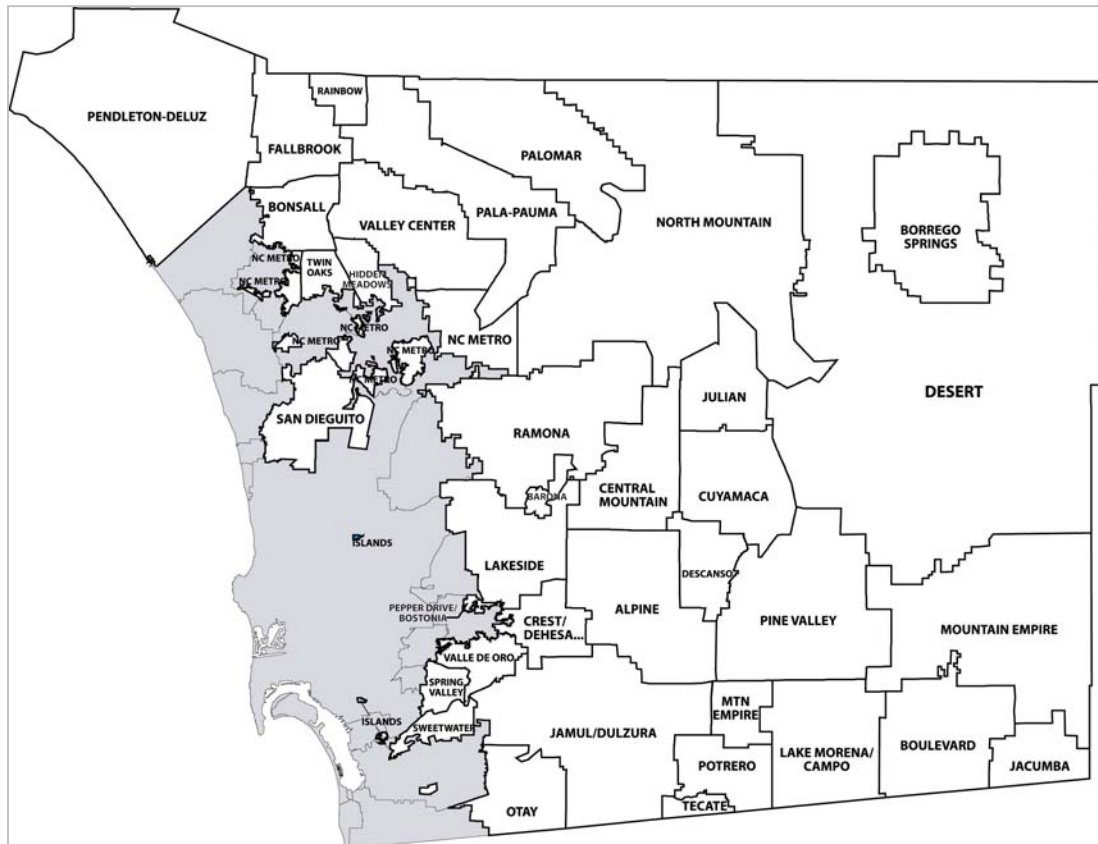 RAINBOW
PENDLETON-DELUZ
FALLBROOK
PALOMAR
BONSALL
PALA-PAUMA
NORTH MOUNTAIN
VALLEY CENTER
BORREGO
SPRINGS
NC METRO
TWIN
OAKS
HIDDEN
MEADOWS
NC METRO
NC METRO
NC METRO
NC METRO
NC METRO
NC METRO
DESERT
JULIAN
SAN DIEGUITO
RAMONA
CENTRAL
MOUNTAIN
BARONA
CUYAMACA
ISLANDS
LAKESIDE
DESCANSO
PEPPER DRIVE/
BOSTONIA
ALPINE
CREST/
DEHESA...
PINE VALLEY
MOUNTAIN EMPIRE
VALLE DE ORO
SPRING
VALLEY
MTN
EMPIRE
ISLANDS
SWEETWATER
JAMUL/DULZURA
LAKE MORENA/
CAMPO
BOULEVARD
POTRERO
JACUMBA
TECATE
OTAY